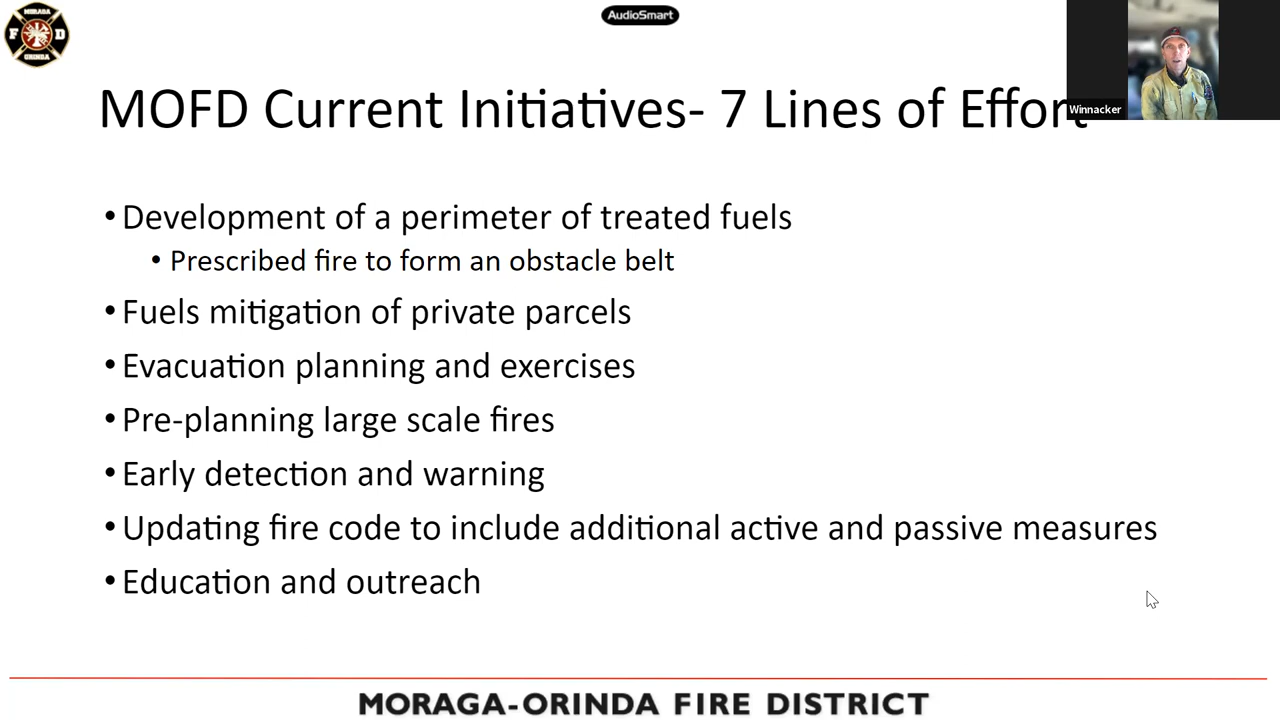 MORAGA
F D
ORINDA
AudioSmart
Winnacker
MOFD Current Initiatives- 7 Lines of Effort
• Development of a perimeter of treated fuels
• Prescribed fire to form an obstacle belt
• Fuels mitigation of private parcels
• Evacuation planning and exercises
• Pre-planning large scale fires
• Early detection and warning
• Updating fire code to include additional active and passive measures
• Education and outreach
MORAGA-ORINDA FIRE DISTRICT